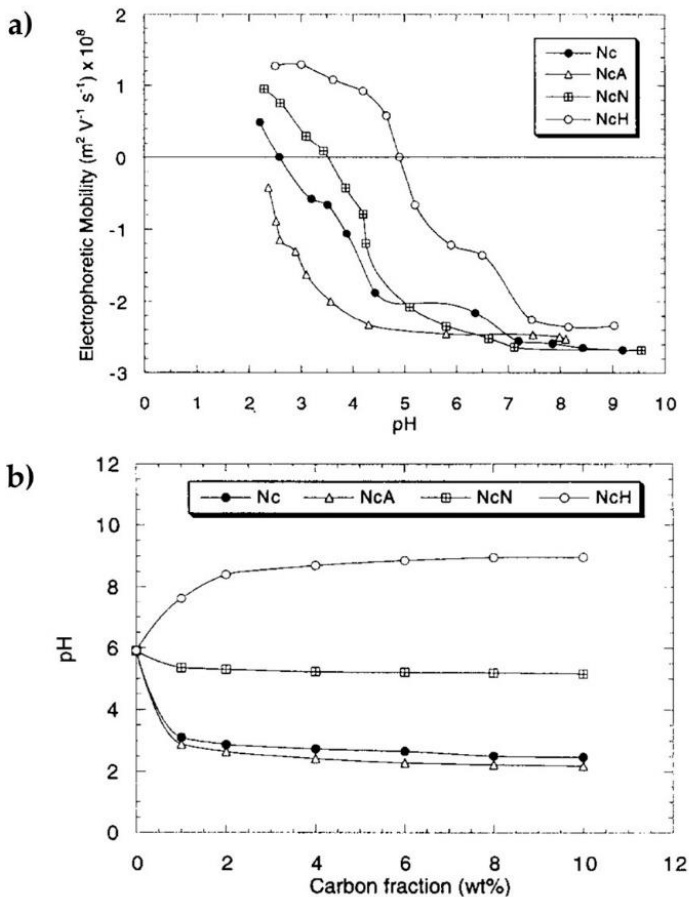 a)
Electrophoretic Mobility (m² V⁻¹ s⁻¹) x 10⁸
2
1
0
-1
-2
-3
Nc
NcA
NcN
NcH
0 1 2 3 4 5 6 7 8 9 10
pH
b)
pH
12
10
8
6
4
2
0
Nc NcA NcN NcH
0 2 4 6 8 10 12
Carbon fraction (wt%)